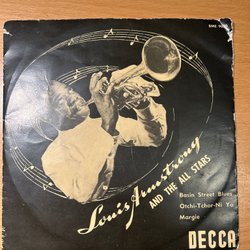 Louis Armstrong
AND THE ALL STARS
Basin Street Blues
Otchi-Tchor-Ni Ya
Margie
DECCA